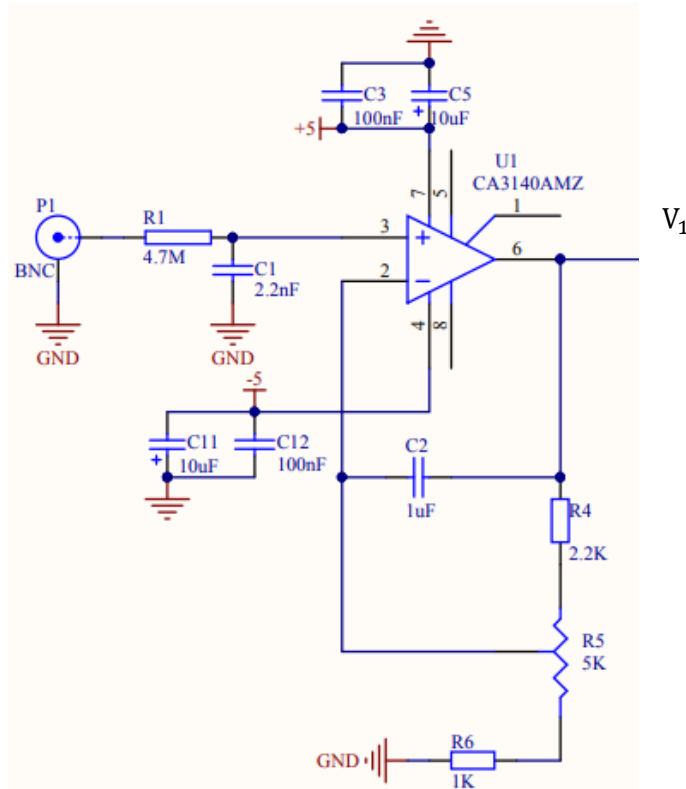 C3
100nF
C5
10uF
+
+5
U1
CA3140AMZ
7
5
1
V1
P1
BNC
R1
4.7M
3
+
6
2
−
C1
2.2nF
4
8
GND
GND
-5
C11
10uF
+
C12
100nF
C2
1uF
R4
2.2K
R5
5K
GND
R6
1K